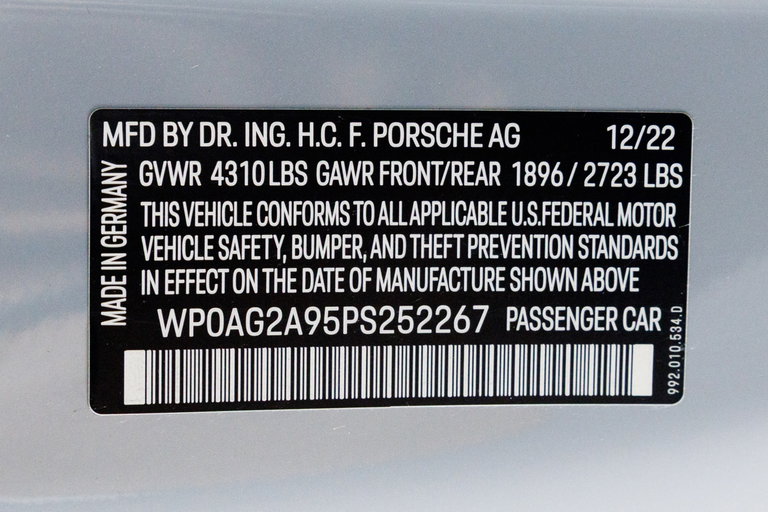 MFD BY DR. ING. H.C. F. PORSCHE AG 12/22
GVWR 4310 LBS GAWR FRONT/REAR 1896 / 2723 LBS
THIS VEHICLE CONFORMS TO ALL APPLICABLE U.S.FEDERAL MOTOR
VEHICLE SAFETY, BUMPER, AND THEFT PREVENTION STANDARDS
IN EFFECT ON THE DATE OF MANUFACTURE SHOWN ABOVE
WP0AG2A95PS252267 PASSENGER CAR
MADE IN GERMANY
992.010.534.D